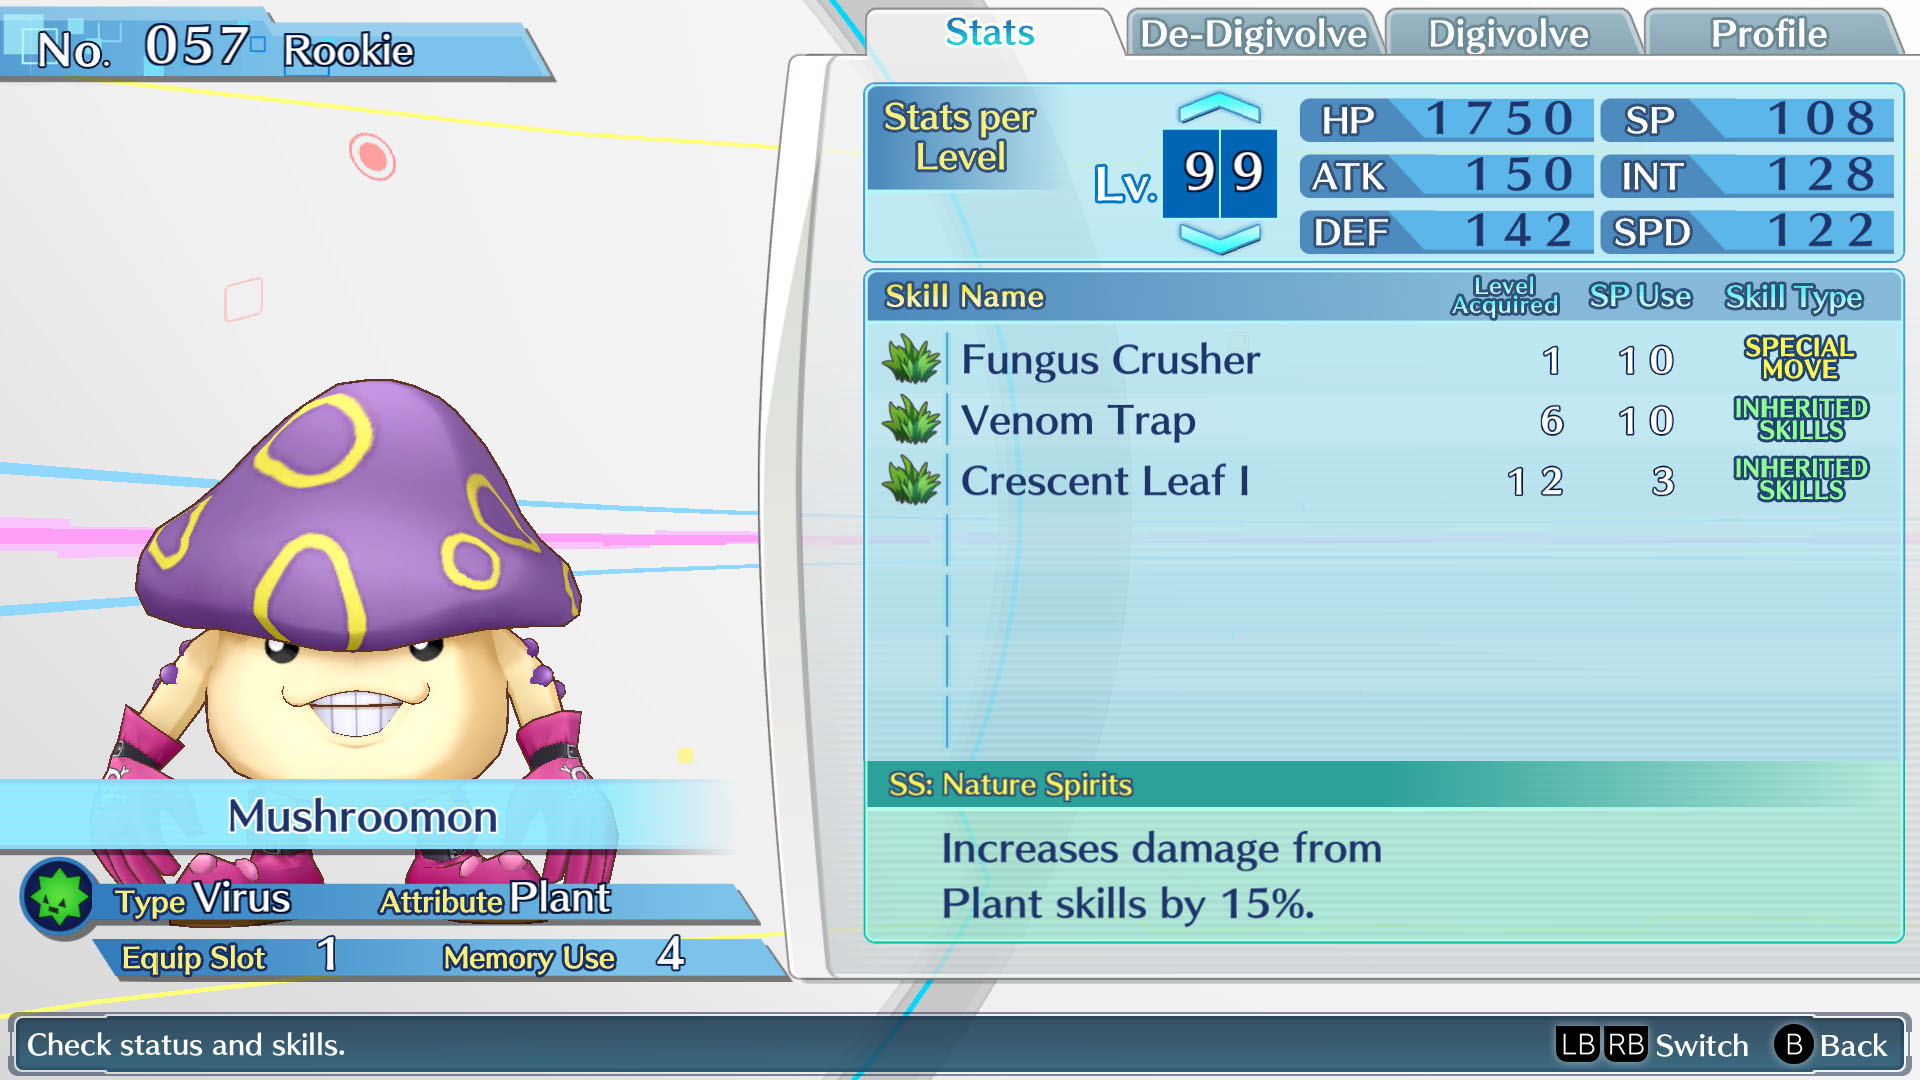 No. 057 Rookie
Stats
De-Digivolve
Digivolve
Profile
Stats per
Level
Lv. 99
HP 1750
SP 108
ATK 150
INT 128
DEF 142
SPD 122
Skill Name
Level
Acquired
SP Use
Skill Type
Fungus Crusher 1 10 SPECIAL
MOVE
Venom Trap 6 10 INHERITED
SKILLS
Crescent Leaf I 12 3 INHERITED
SKILLS
SS: Nature Spirits
Increases damage from
Plant skills by 15%.
Mushroomon
Type Virus Attribute Plant
Equip Slot 1 Memory Use 4
Check status and skills.
LB RB Switch B Back